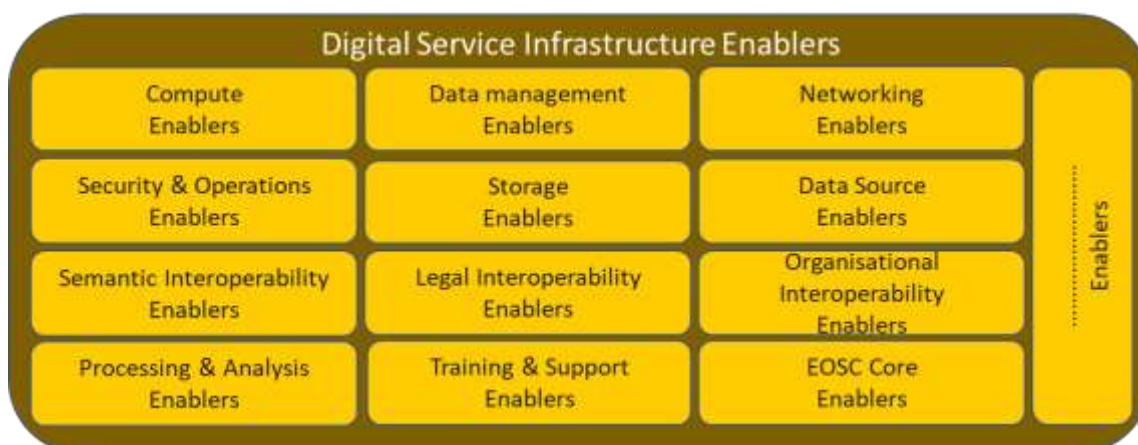 Digital Service Infrastructure Enablers
Compute
Enablers
Data management
Enablers
Networking
Enablers
Security & Operations
Enablers
Storage
Enablers
Data Source
Enablers
Semantic Interoperability
Enablers
Legal Interoperability
Enablers
Organisational
Interoperability
Enablers
Processing & Analysis
Enablers
Training & Support
Enablers
EOSC Core
Enablers
........................
Enablers